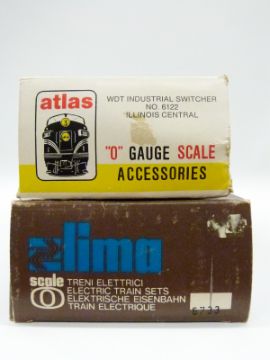 atlas
WDT INDUSTRIAL SWITCHER
NO. 6122
ILLINOIS CENTRAL
"O" GAUGE SCALE
ACCESSORIES
lima
scale
O
TRENI ELETTRICI
ELECTRIC TRAIN SETS
ELEKTRISCHE EISENBAHN
TRAIN ELECTRIQUE